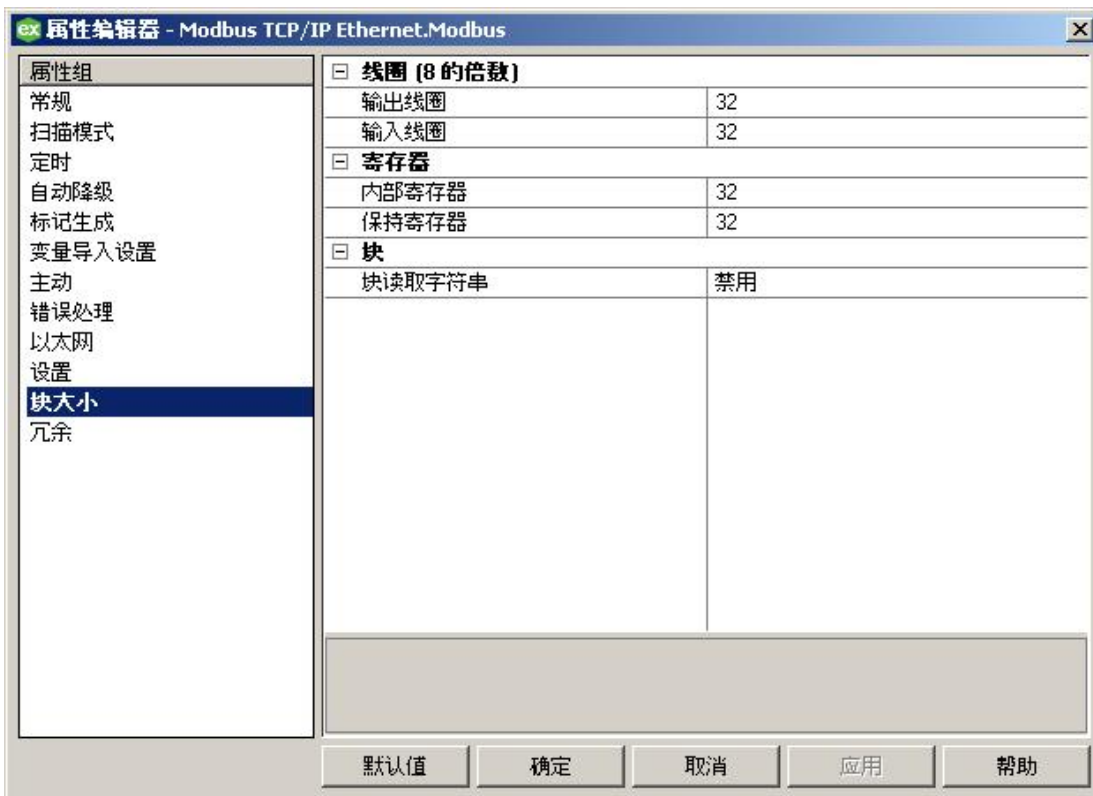 ex 属性编辑器 - Modbus TCP/IP Ethernet.Modbus
属性组
常规
扫描模式
定时
自动降级
标记生成
变量导入设置
主动
错误处理
以太网
设置
块大小
冗余
线圈 (8 的倍数)
输出线圈 32
输入线圈 32
寄存器
内部寄存器 32
保持寄存器 32
块
块读取字符串 禁用
默认值 确定 取消 应用 帮助